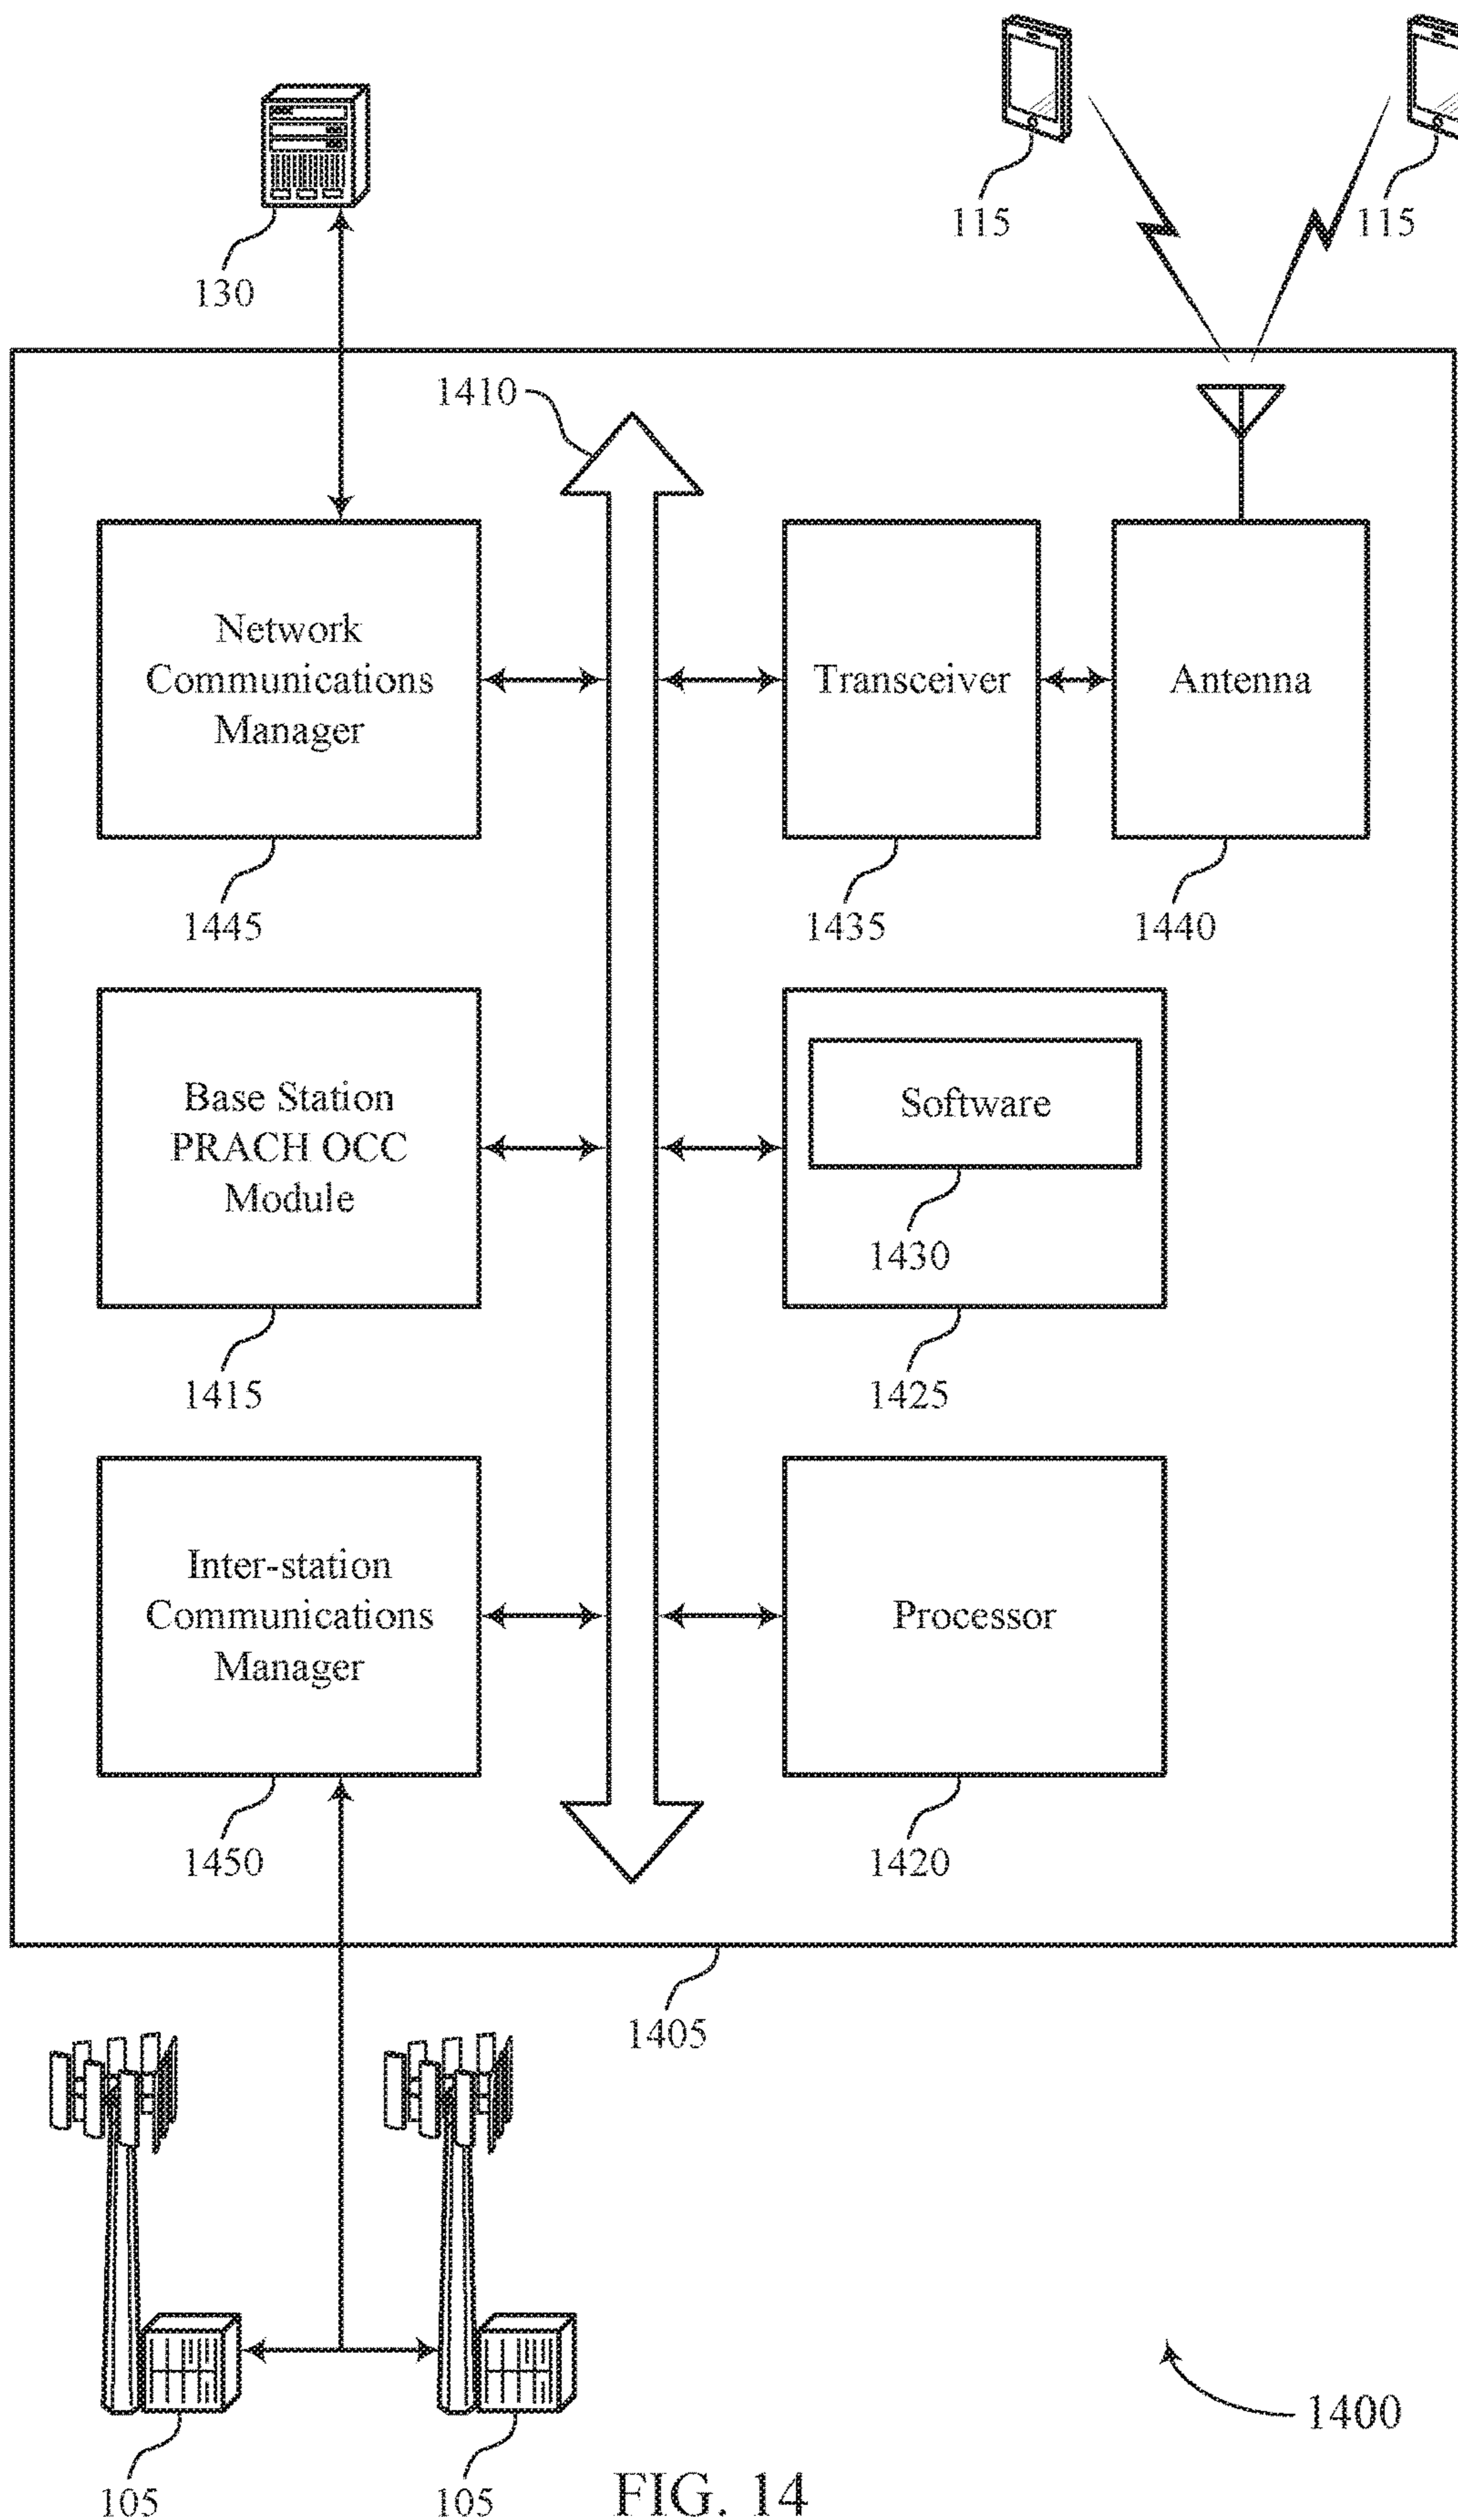 115
115
130
1410
Network
Communications
Manager
Transceiver
Antenna
1445
1435
1440
Base Station
PRACH OCC
Module
Software
1430
1415
1425
Inter-station
Communications
Manager
Processor
1450
1420
1405
1400
105
105
FIG. 14